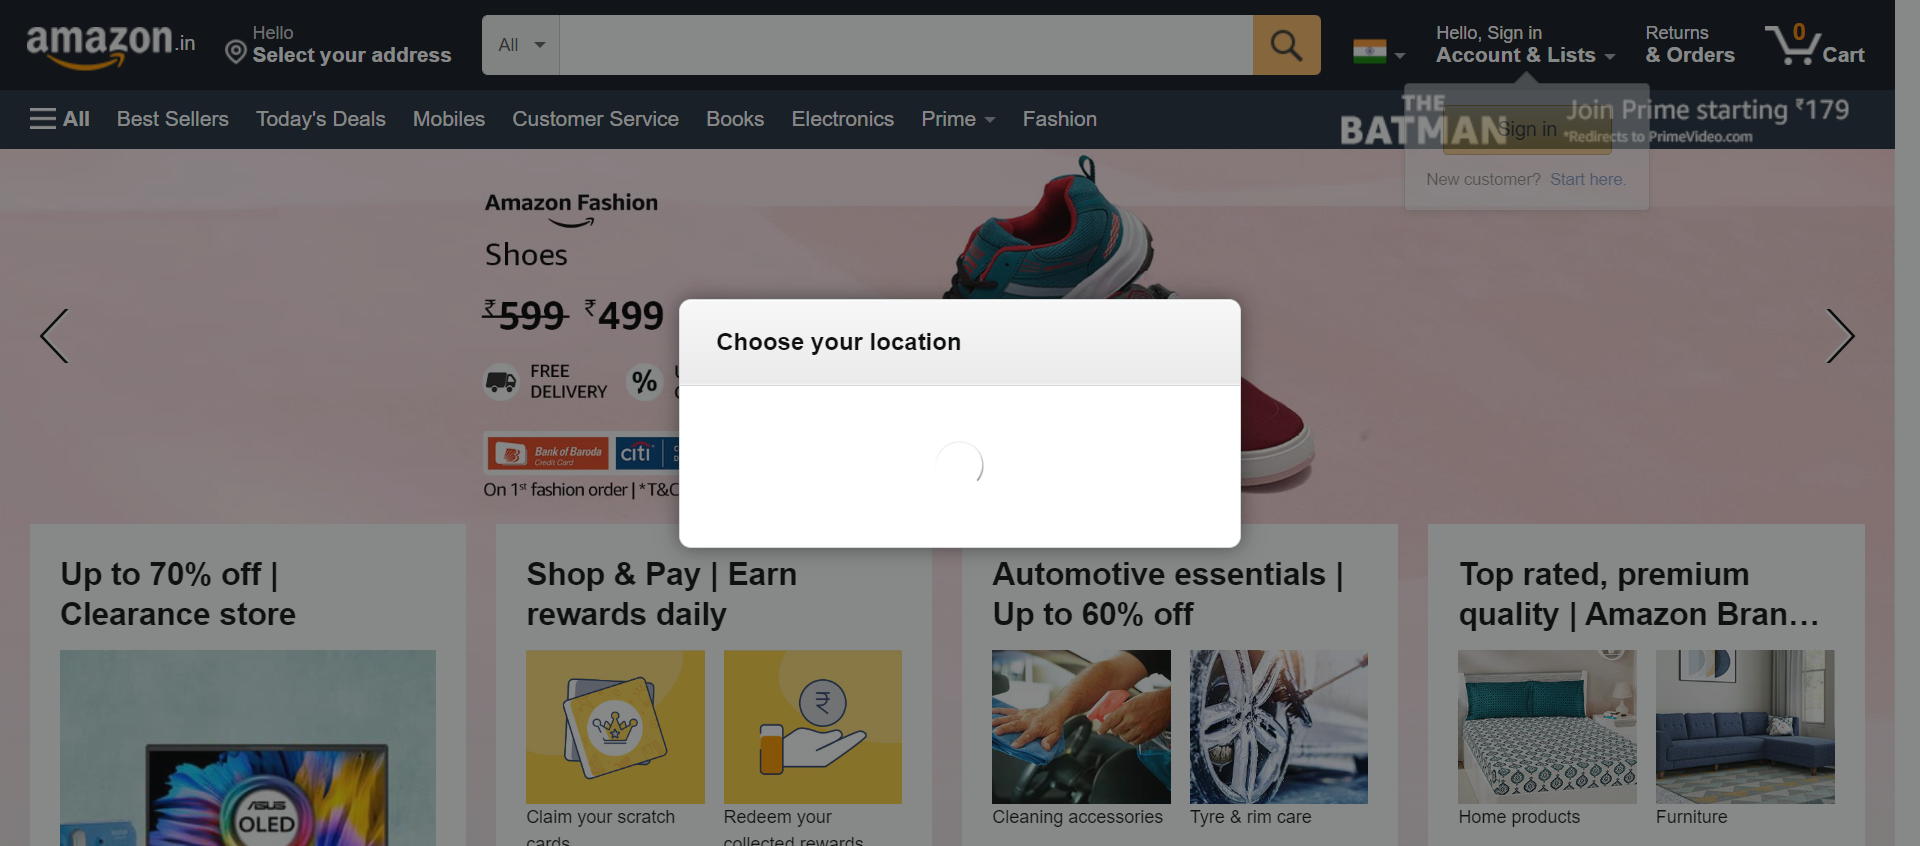 amazon.in
Hello
Select your address
All
Hello, Sign in
Account & Lists
Returns
& Orders
0
Cart
All
Best Sellers
Today's Deals
Mobiles
Customer Service
Books
Electronics
Prime
Fashion
THE
BATMAN
Join Prime starting ₹179
*Redirects to PrimeVideo.com
Sign in
New customer? Start here.
Amazon Fashion
Shoes
₹599 ₹499
FREE
DELIVERY
%
Bank of Baroda
Credit Card
citi
On 1st fashion order | *T&C
Choose your location
Up to 70% off |
Clearance store
ASUS
OLED
Shop & Pay | Earn
rewards daily
Claim your scratch
cards
Redeem your
collected rewards
Automotive essentials |
Up to 60% off
Cleaning accessories
Tyre & rim care
Top rated, premium
quality | Amazon Bran...
Home products
Furniture